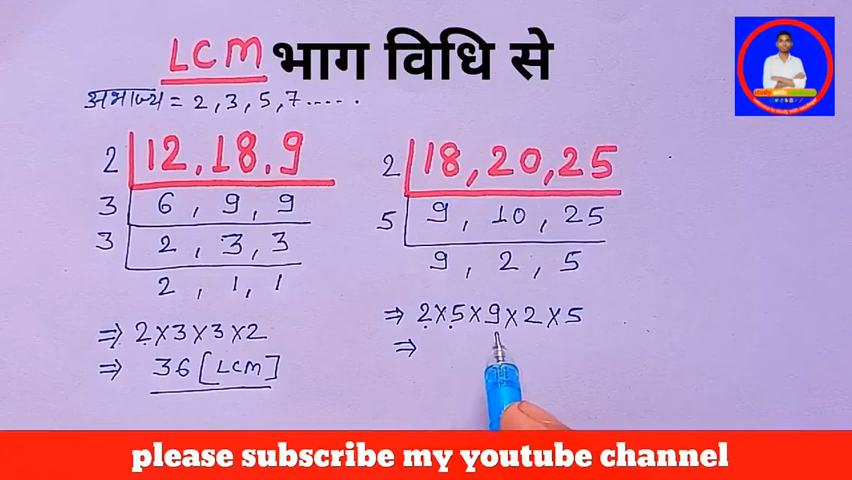 LCM भाग विधि से
अभाज्य = 2, 3, 5, 7 .....
2 12, 18, 9
3 6, 9, 9
3 2, 3, 3
2, 1, 1
⇒ 2×3×3×2
⇒ 36 [LCM]
2 18, 20, 25
5 9, 10, 25
9, 2, 5
⇒ 2×5×9×2×5
⇒
study with
please subscribe my youtube channel